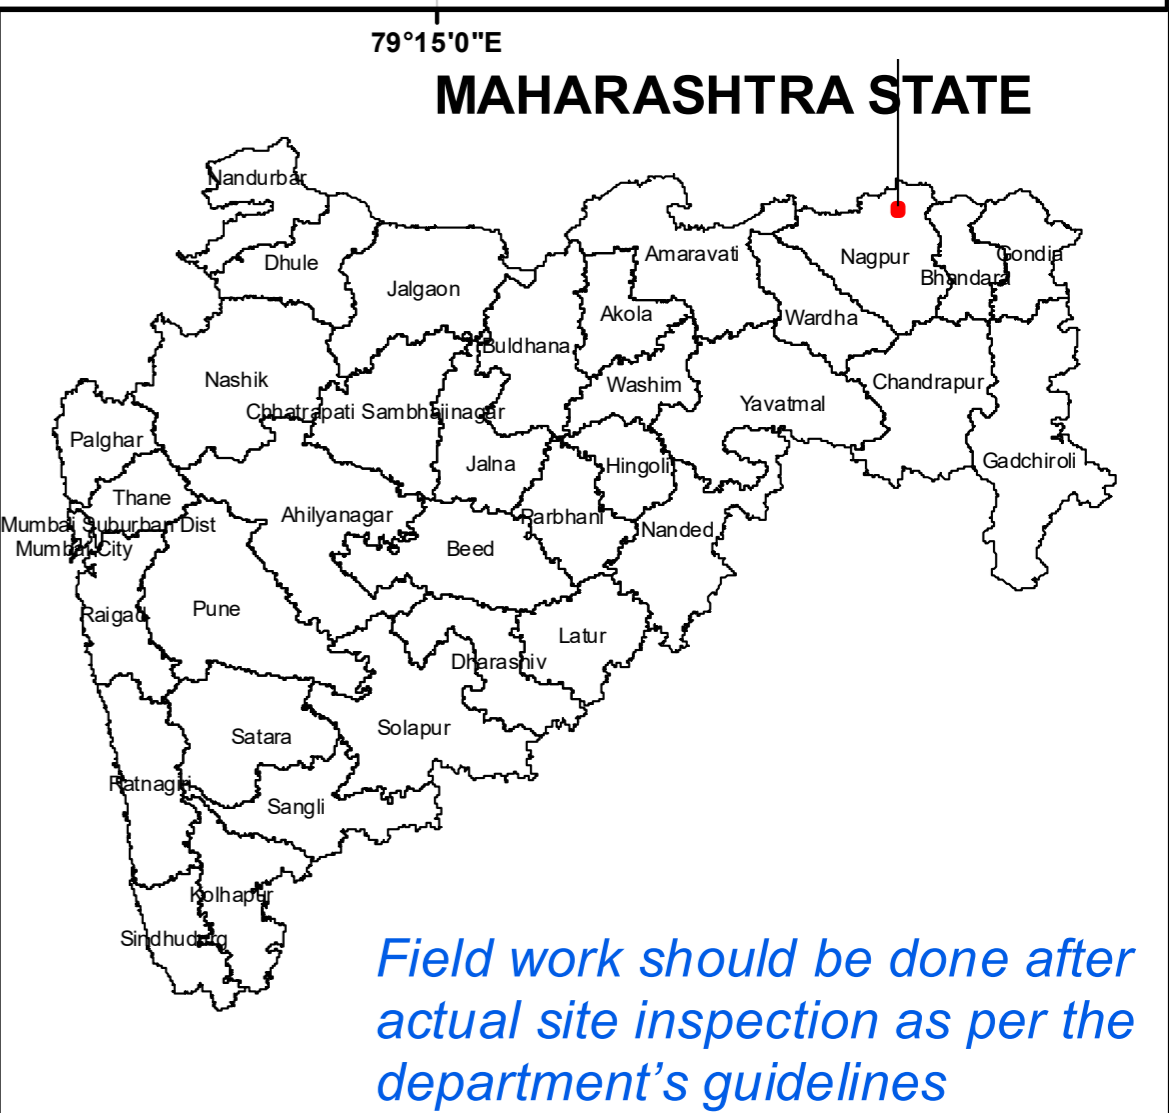 79°15'0"E
MAHARASHTRA STATE
Nandurbar
Dhule
Jalgaon
Amaravati
Nagpur
Gondia
Bhandara
Akola
Wardha
Buldhana
Nashik
Washim
Chandrapur
Chhatrapati Sambhajinagar
Yavatmal
Palghar
Jalna
Hingoli
Gadchiroli
Thane
Ahilyanagar
Parbhani
Mumbai Suburban Dist
Nanded
Mumbai City
Beed
Raigad
Pune
Latur
Dharashiv
Satara
Solapur
Ratnagiri
Sangli
Kolhapur
Sindhudurg
Field work should be done after
actual site inspection as per the
department’s guidelines